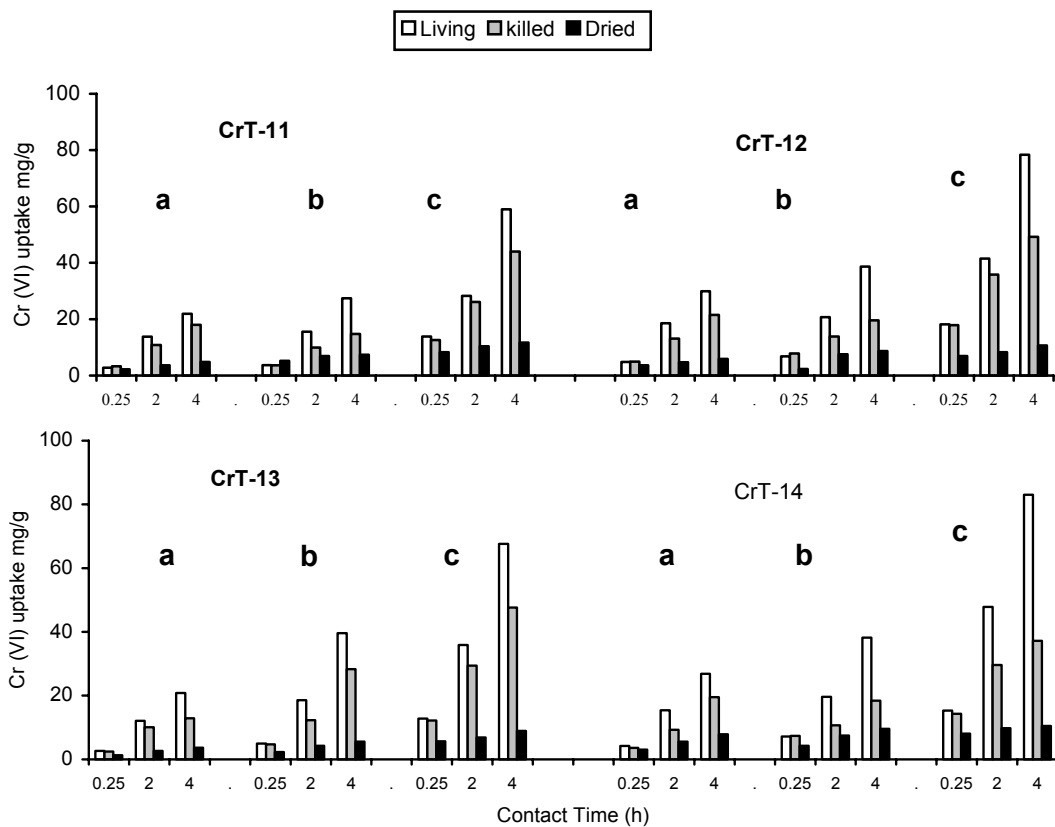 Living killed Dried
100
80
60
40
20
0
Cr (VI) uptake mg/g
CrT-11
CrT-12
a b c a b c
0.25 2 4 . 0.25 2 4 . 0.25 2 4 0.25 2 4 . 0.25 2 4 . 0.25 2 4
100
80
60
40
20
0
Cr (VI) uptake mg/g
CrT-13
CrT-14
a b c a b c
0.25 2 4 . 0.25 2 4 . 0.25 2 4 0.25 2 4 . 0.25 2 4 . 0.25 2 4
Contact Time (h)